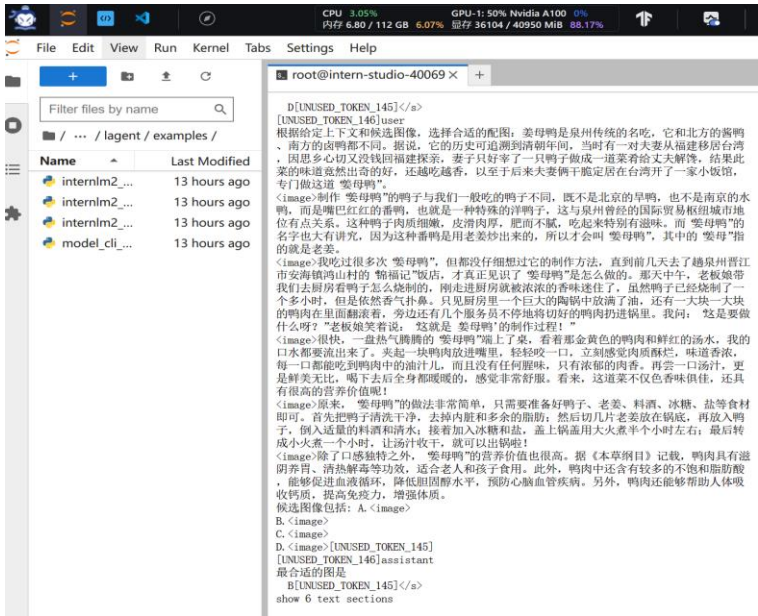 CPU 3.05% GPU-1: 50% Nvidia A100 0%
内存 6.80 / 112 GB 6.07% 显存 36104 / 40950 MiB 88.17%
File Edit View Run Kernel Tabs Settings Help
root@intern-studio-40069
Filter files by name
/ ··· / lagent / examples /
Name Last Modified
internlm2_... 13 hours ago
internlm2_... 13 hours ago
internlm2_... 13 hours ago
model_cli_... 13 hours ago
D[UNUSED_TOKEN_145]</s>
[UNUSED_TOKEN_146]user
根据给定上下文和候选图像，选择合适的配图：姜母鸭是泉州传统的名吃，它和北方的酱鸭
、南方的卤鸭都不同。据说，它的历史可追溯到清朝年间，当时有一对夫妻从福建移居台湾
，因思乡心切又没钱回福建探亲，妻子只好宰了一只鸭子做成一道菜肴给丈夫解馋，结果此
菜的味道竟然出奇的好，还越吃越香，以至于后来夫妻俩干脆定居在台湾开了一家小饭馆，
专门做这道“姜母鸭”。
<image>制作“姜母鸭”的鸭子与我们一般吃的鸭子不同，既不是北京的旱鸭，也不是南京的水
鸭，而是嘴巴红红的番鸭，也就是一种特殊的洋鸭子，这与泉州曾经的国际贸易枢纽城市地
位有点关系。这种鸭子肉质细嫩，皮滑肉厚，肥而不腻，吃起来特别有滋味。而“姜母鸭”的
名字也大有讲究，因为这种番鸭是用老姜炒出来的，所以才会叫“姜母鸭”，其中的“姜母”指
的就是老姜。
<image>我吃过很多次“姜母鸭”，但都没仔细想过它的制作方法，直到前几天去了趟泉州晋江
市安海镇鸿山村的“锦福记”饭店，才真正见识了“姜母鸭”是怎么做的。那天中午，老板娘带
我们去厨房看鸭子怎么烧制的，刚走进厨房就被浓浓的香味迷住了，虽然鸭子已经烧制了一
个多小时，但是依然香气扑鼻。只见厨房里一个巨大的陶锅中放满了油，还有一大块一大块
的鸭肉在里面翻滚着，旁边还有几个服务员不停地将切好的鸭肉扔进锅里。我问：“这是要做
什么呀？”老板娘笑着说：“这就是‘姜母鸭’的制作过程！”
<image>很快，一盘热气腾腾的“姜母鸭”端上了桌，看着那金黄色的鸭肉和鲜红的汤水，我的
口水都要流出来了。夹起一块鸭肉放进嘴里，轻轻咬一口，立刻感觉肉质酥烂，味道香浓，
每一口都能吃到鸭肉中的油汁儿，而且没有任何腥味，只有浓郁的肉香。再尝一口汤汁，更
是鲜美无比，喝下去后全身都暖暖的，感觉非常舒服。看来，这道菜不仅色香味俱佳，还具
有很高的营养价值呢！
<image>原来，“姜母鸭”的做法非常简单，只需要准备好鸭子、老姜、料酒、冰糖、盐等食材
即可。首先把鸭子清洗干净，去掉内脏和多余的脂肪；然后切几片老姜放在锅底，再放入鸭
子，倒入适量的料酒和清水；接着加入冰糖和盐，盖上锅盖用大火煮半个小时左右；最后转
成小火煮一个小时，让汤汁收干，就可以出锅啦！
<image>除了口感独特之外，“姜母鸭”的营养价值也很高。据《本草纲目》记载，鸭肉具有滋
阴养胃、清热解毒等功效，适合老人和孩子食用。此外，鸭肉中还含有较多的不饱和脂肪酸
，能够促进血液循环，降低胆固醇水平，预防心脑血管疾病。另外，鸭肉还能够帮助人体吸
收钙质，提高免疫力，增强体质。
候选图像包括: A.<image>
B.<image>
C.<image>
D.<image>[UNUSED_TOKEN_145]
[UNUSED_TOKEN_146]assistant
最合适的图是
B[UNUSED_TOKEN_145]</s>
show 6 text sections